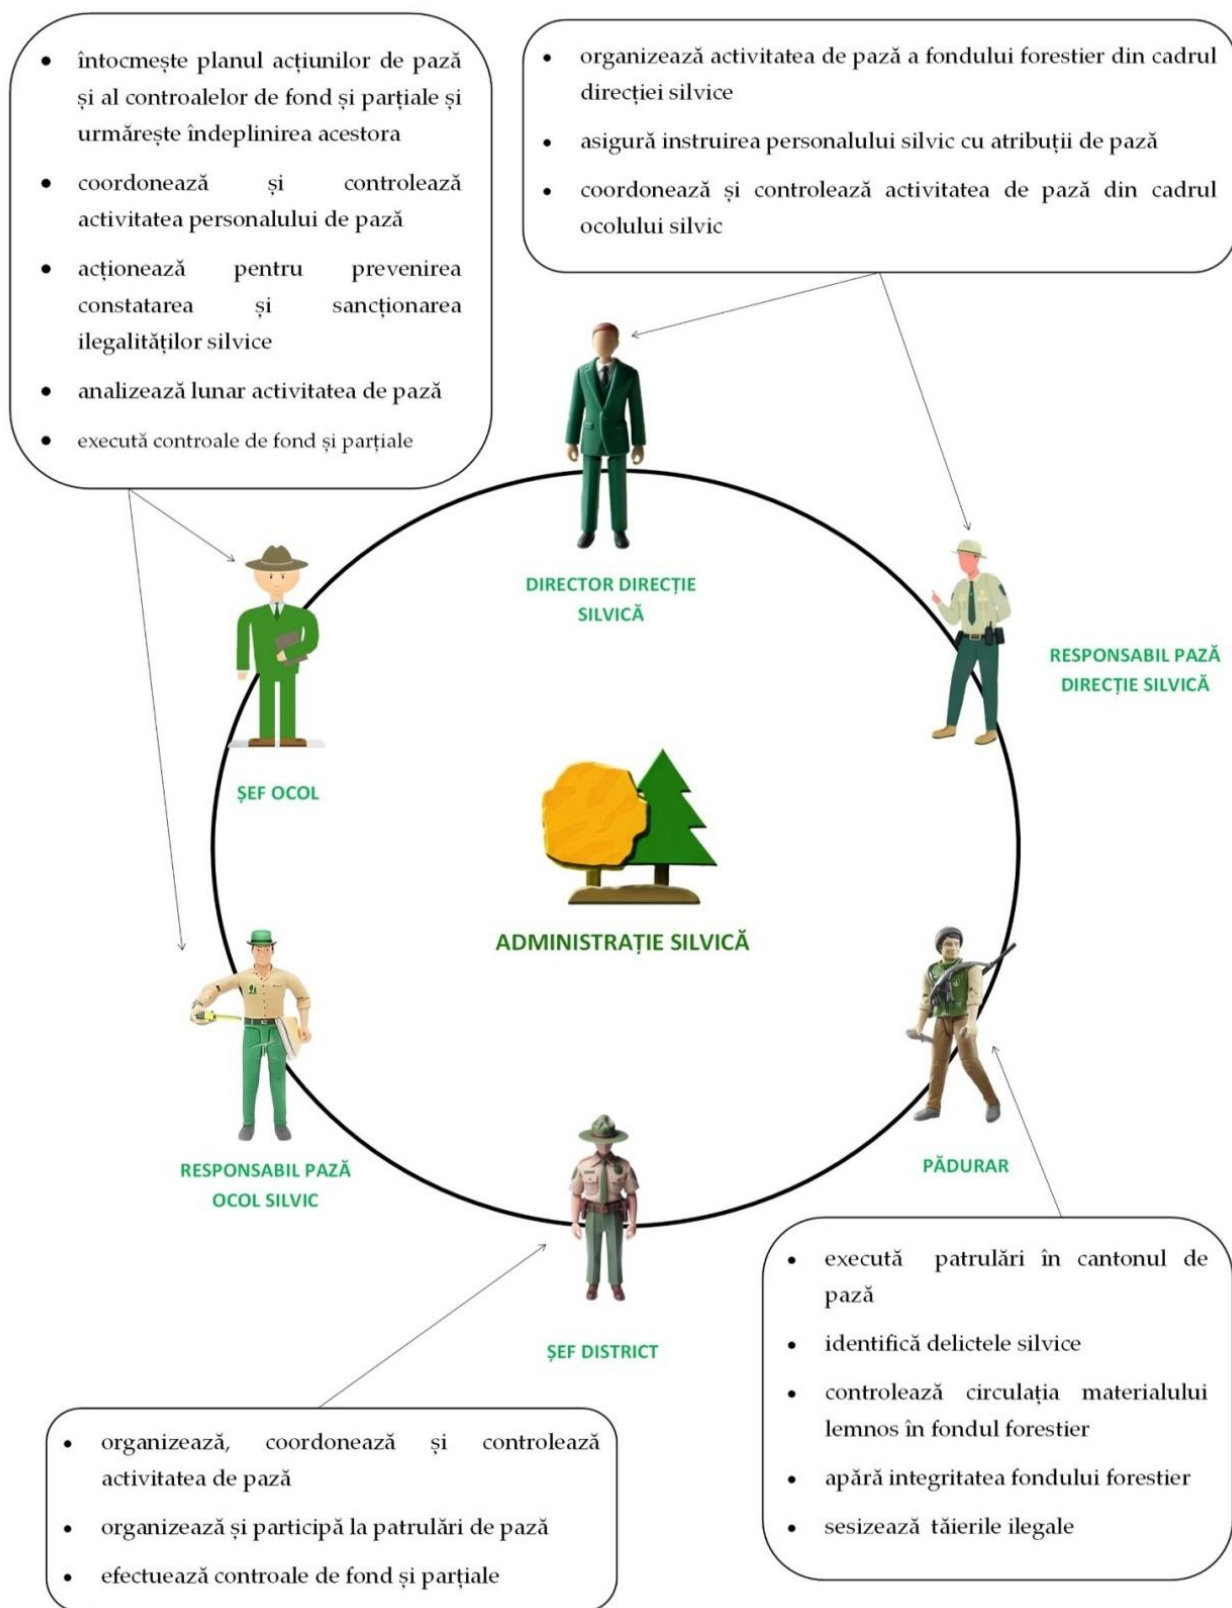 întocmește planul acțiunilor de pază
și al controalelor de fond și parțiale și
urmărește îndeplinirea acestora
coordonează și controlează
activitatea personalului de pază
acționează pentru prevenirea
constatarea și sancționarea
ilegalităților silvice
analizează lunar activitatea de pază
execută controale de fond și parțiale
organizează activitatea de pază a fondului forestier din cadrul
direcției silvice
asigură instruirea personalului silvic cu atribuții de pază
coordonează și controlează activitatea de pază din cadrul
ocolului silvic
DIRECTOR DIRECȚIE
SILVICĂ
RESPONSABIL PAZĂ
DIRECȚIE SILVICĂ
ȘEF OCOL
ADMINISTRAȚIE SILVICĂ
RESPONSABIL PAZĂ
OCOL SILVIC
PĂDURAR
ȘEF DISTRICT
execută patrulări în cantonul de
pază
identifică delictele silvice
controlează circulația materialului
lemnos în fondul forestier
apără integritatea fondului forestier
sesizează tăierile ilegale
organizează, coordonează și controlează
activitatea de pază
organizează și participă la patrulări de pază
efectuează controale de fond și parțiale